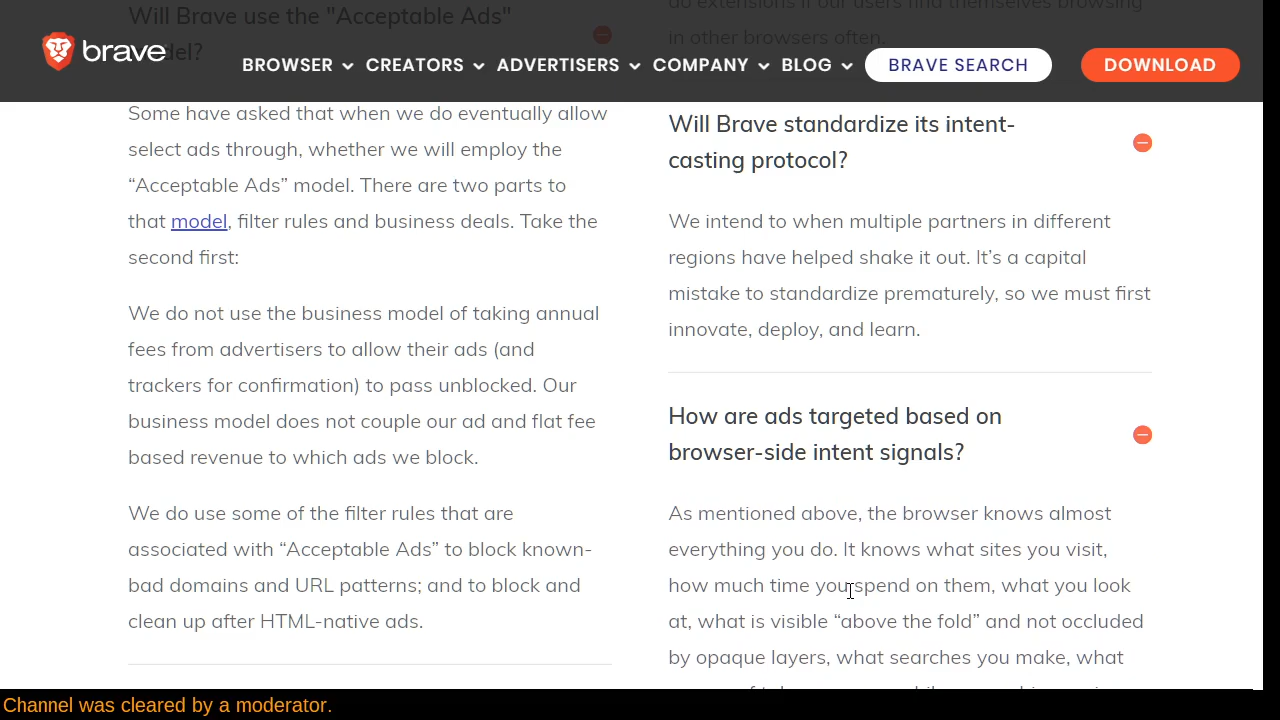 Will Brave use the "Acceptable Ads"
brave
BROWSER
CREATORS
ADVERTISERS
COMPANY
BLOG
BRAVE SEARCH
DOWNLOAD
Some have asked that when we do eventually allow
select ads through, whether we will employ the
“Acceptable Ads” model. There are two parts to
that model, filter rules and business deals. Take the
second first:
We do not use the business model of taking annual
fees from advertisers to allow their ads (and
trackers for confirmation) to pass unblocked. Our
business model does not couple our ad and flat fee
based revenue to which ads we block.
We do use some of the filter rules that are
associated with “Acceptable Ads” to block known-
bad domains and URL patterns; and to block and
clean up after HTML-native ads.
do extensions if our users find themselves browsing
in other browsers often.
Will Brave standardize its intent-
casting protocol?
We intend to when multiple partners in different
regions have helped shake it out. It’s a capital
mistake to standardize prematurely, so we must first
innovate, deploy, and learn.
How are ads targeted based on
browser-side intent signals?
As mentioned above, the browser knows almost
everything you do. It knows what sites you visit,
how much time you spend on them, what you look
at, what is visible “above the fold” and not occluded
by opaque layers, what searches you make, what
Channel was cleared by a moderator.